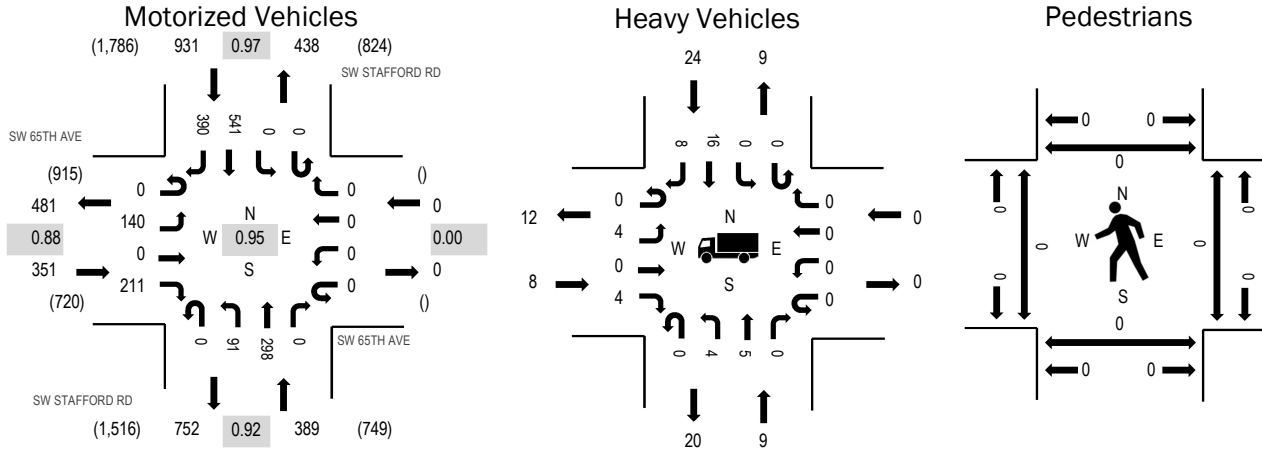 Motorized Vehicles
Heavy Vehicles
Pedestrians
(1,786) 931 0.97 438 (824)
SW STAFFORD RD
SW 65TH AVE
390 541 0 0
(915)
481
0.88
351
(720)
0
140
0
211
N
W 0.95 E
S
0
0
0
0
()
0
0.00
0
()
0 91 298 0
SW 65TH AVE
SW STAFFORD RD
(1,516) 752 0.92 389 (749)
24 9
8 16 0 0
12
8
0
4
0
4
N
W E
S
0
0
0
0
0
0
0 4 5 0
20 9
0 0
0
0
0
0
N
W E
S
0
0
0
0
0 0